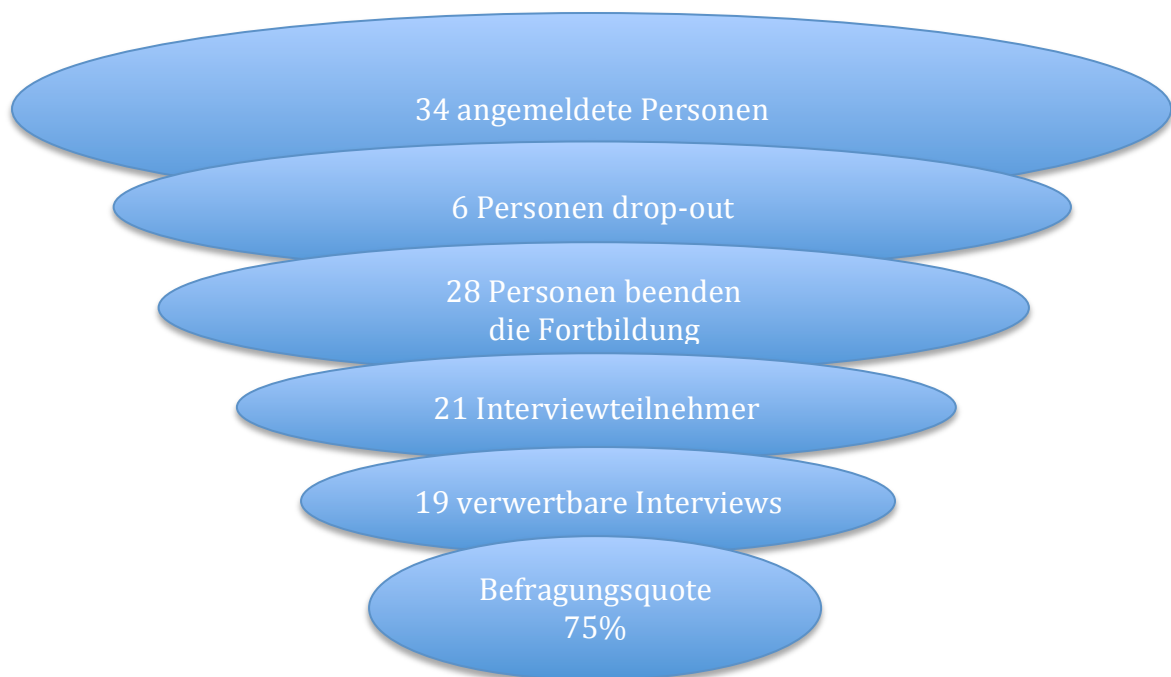 34 angemeldete Personen
6 Personen drop-out
28 Personen beenden
die Fortbildung
21 Interviewteilnehmer
19 verwertbare Interviews
Befragungsquote
75%